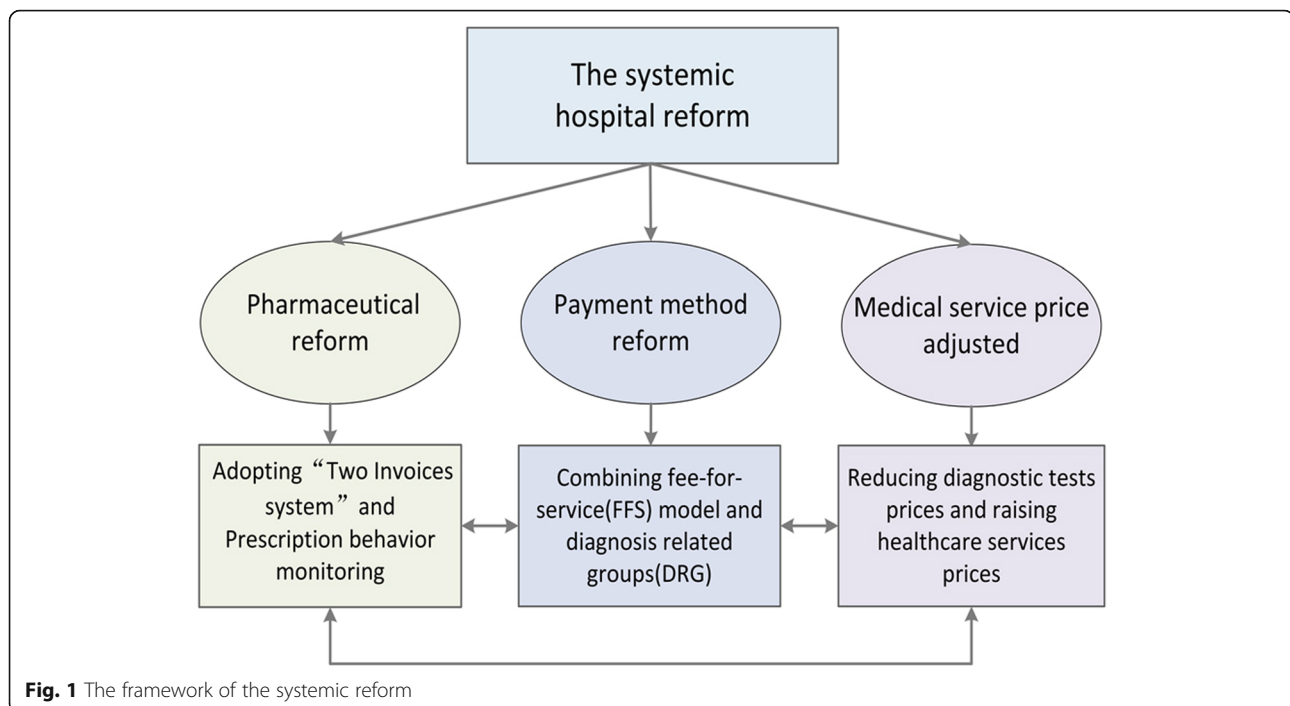 The systemic
hospital reform
Pharmaceutical
reform
Payment method
reform
Medical service price
adjusted
Adopting “Two Invoices
system” and
Prescription behavior
monitoring
Combining fee-for-
service(FFS) model and
diagnosis related
groups(DRG)
Reducing diagnostic tests
prices and raising
healthcare services
prices
Fig. 1 The framework of the systemic reform